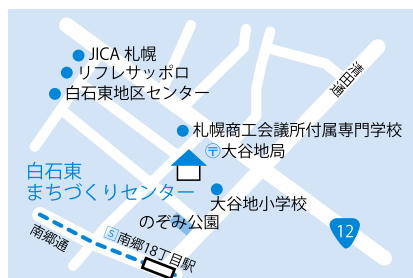 JICA 札幌
リフレサッポロ
白石東地区センター
清田通
札幌商工会議所付属専門学校
〒大谷地局
白石東
まちづくりセンター
大谷地小学校
のぞみ公園
南郷通
S南郷18丁目駅
12